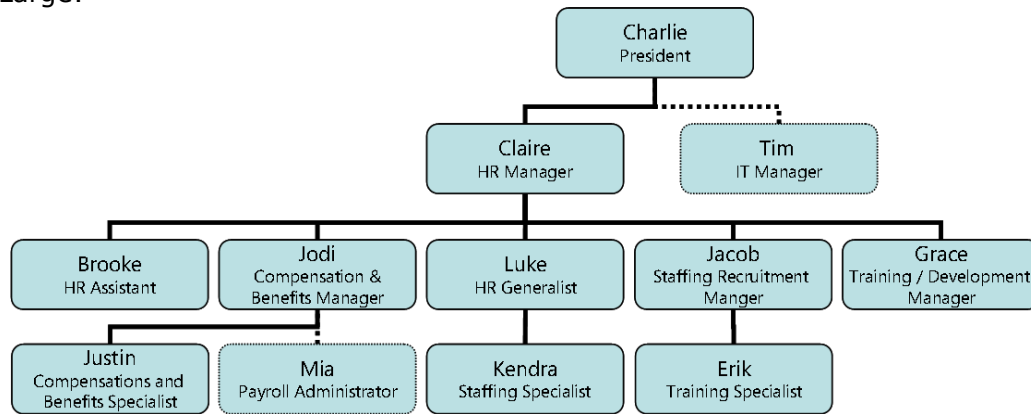 Large:
Charlie
President
Claire
HR Manager
Tim
IT Manager
Brooke
HR Assistant
Jodi
Compensation &
Benefits Manager
Luke
HR Generalist
Jacob
Staffing Recruitment
Manger
Grace
Training / Development
Manager
Justin
Compensations and
Benefits Specialist
Mia
Payroll Administrator
Kendra
Staffing Specialist
Erik
Training Specialist